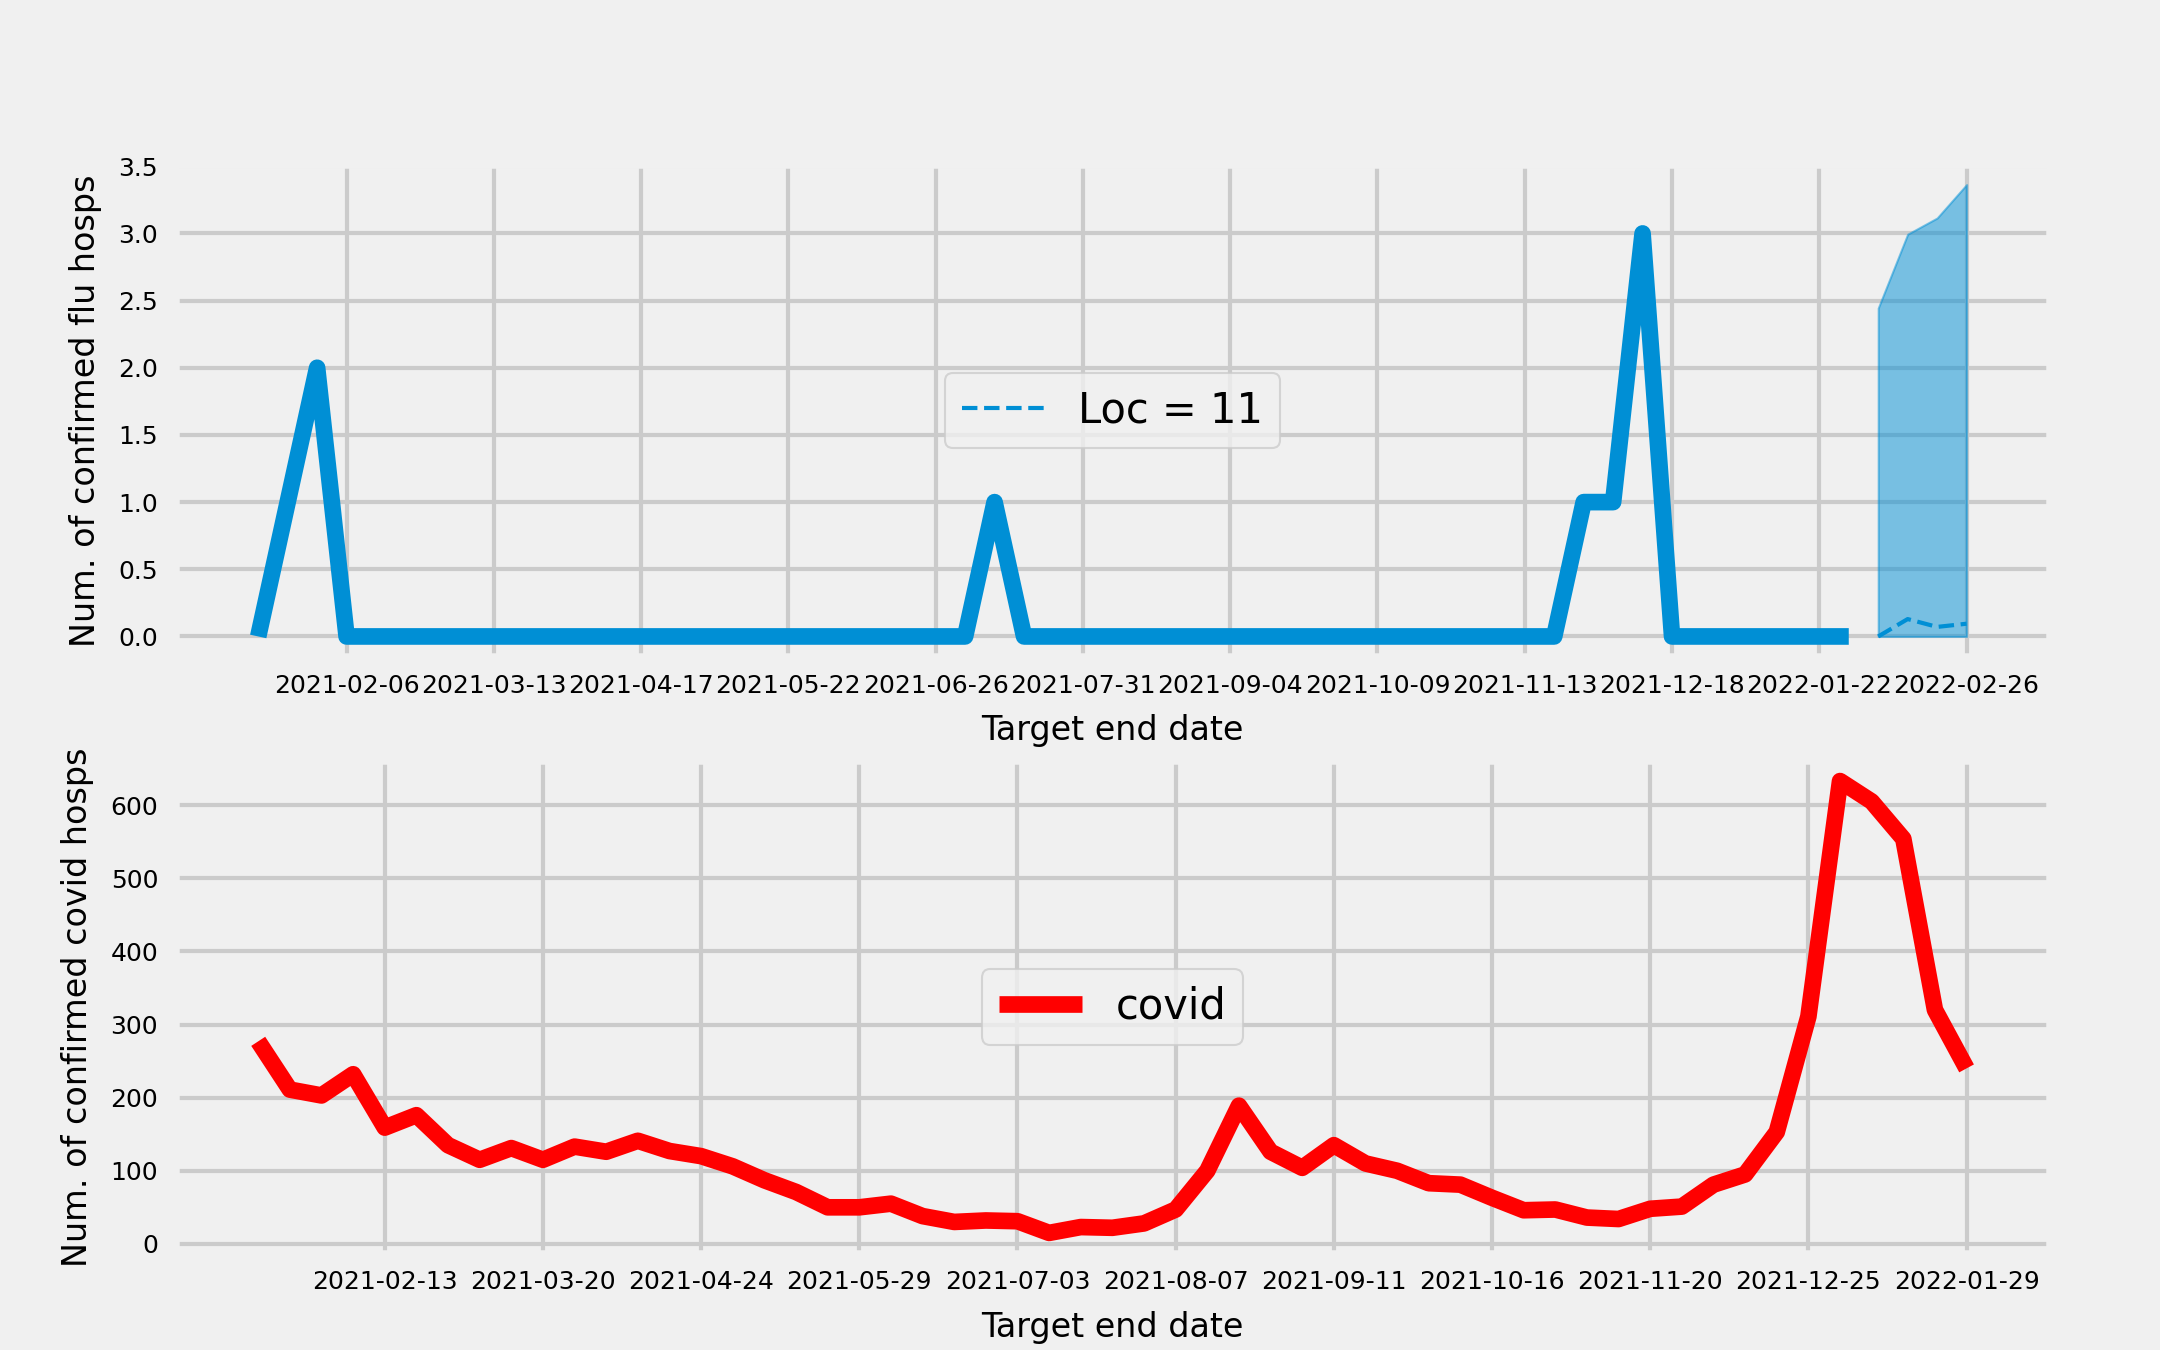 Num. of confirmed flu hosps
3.5
3.0
2.5
2.0
1.5
1.0
0.5
0.0
Loc = 11
2021-02-06 2021-03-13 2021-04-17 2021-05-22 2021-06-26 2021-07-31 2021-09-04 2021-10-09 2021-11-13 2021-12-18 2022-01-22 2022-02-26
Target end date
Num. of confirmed covid hosps
600
500
400
300
200
100
0
covid
2021-02-13 2021-03-20 2021-04-24 2021-05-29 2021-07-03 2021-08-07 2021-09-11 2021-10-16 2021-11-20 2021-12-25 2022-01-29
Target end date